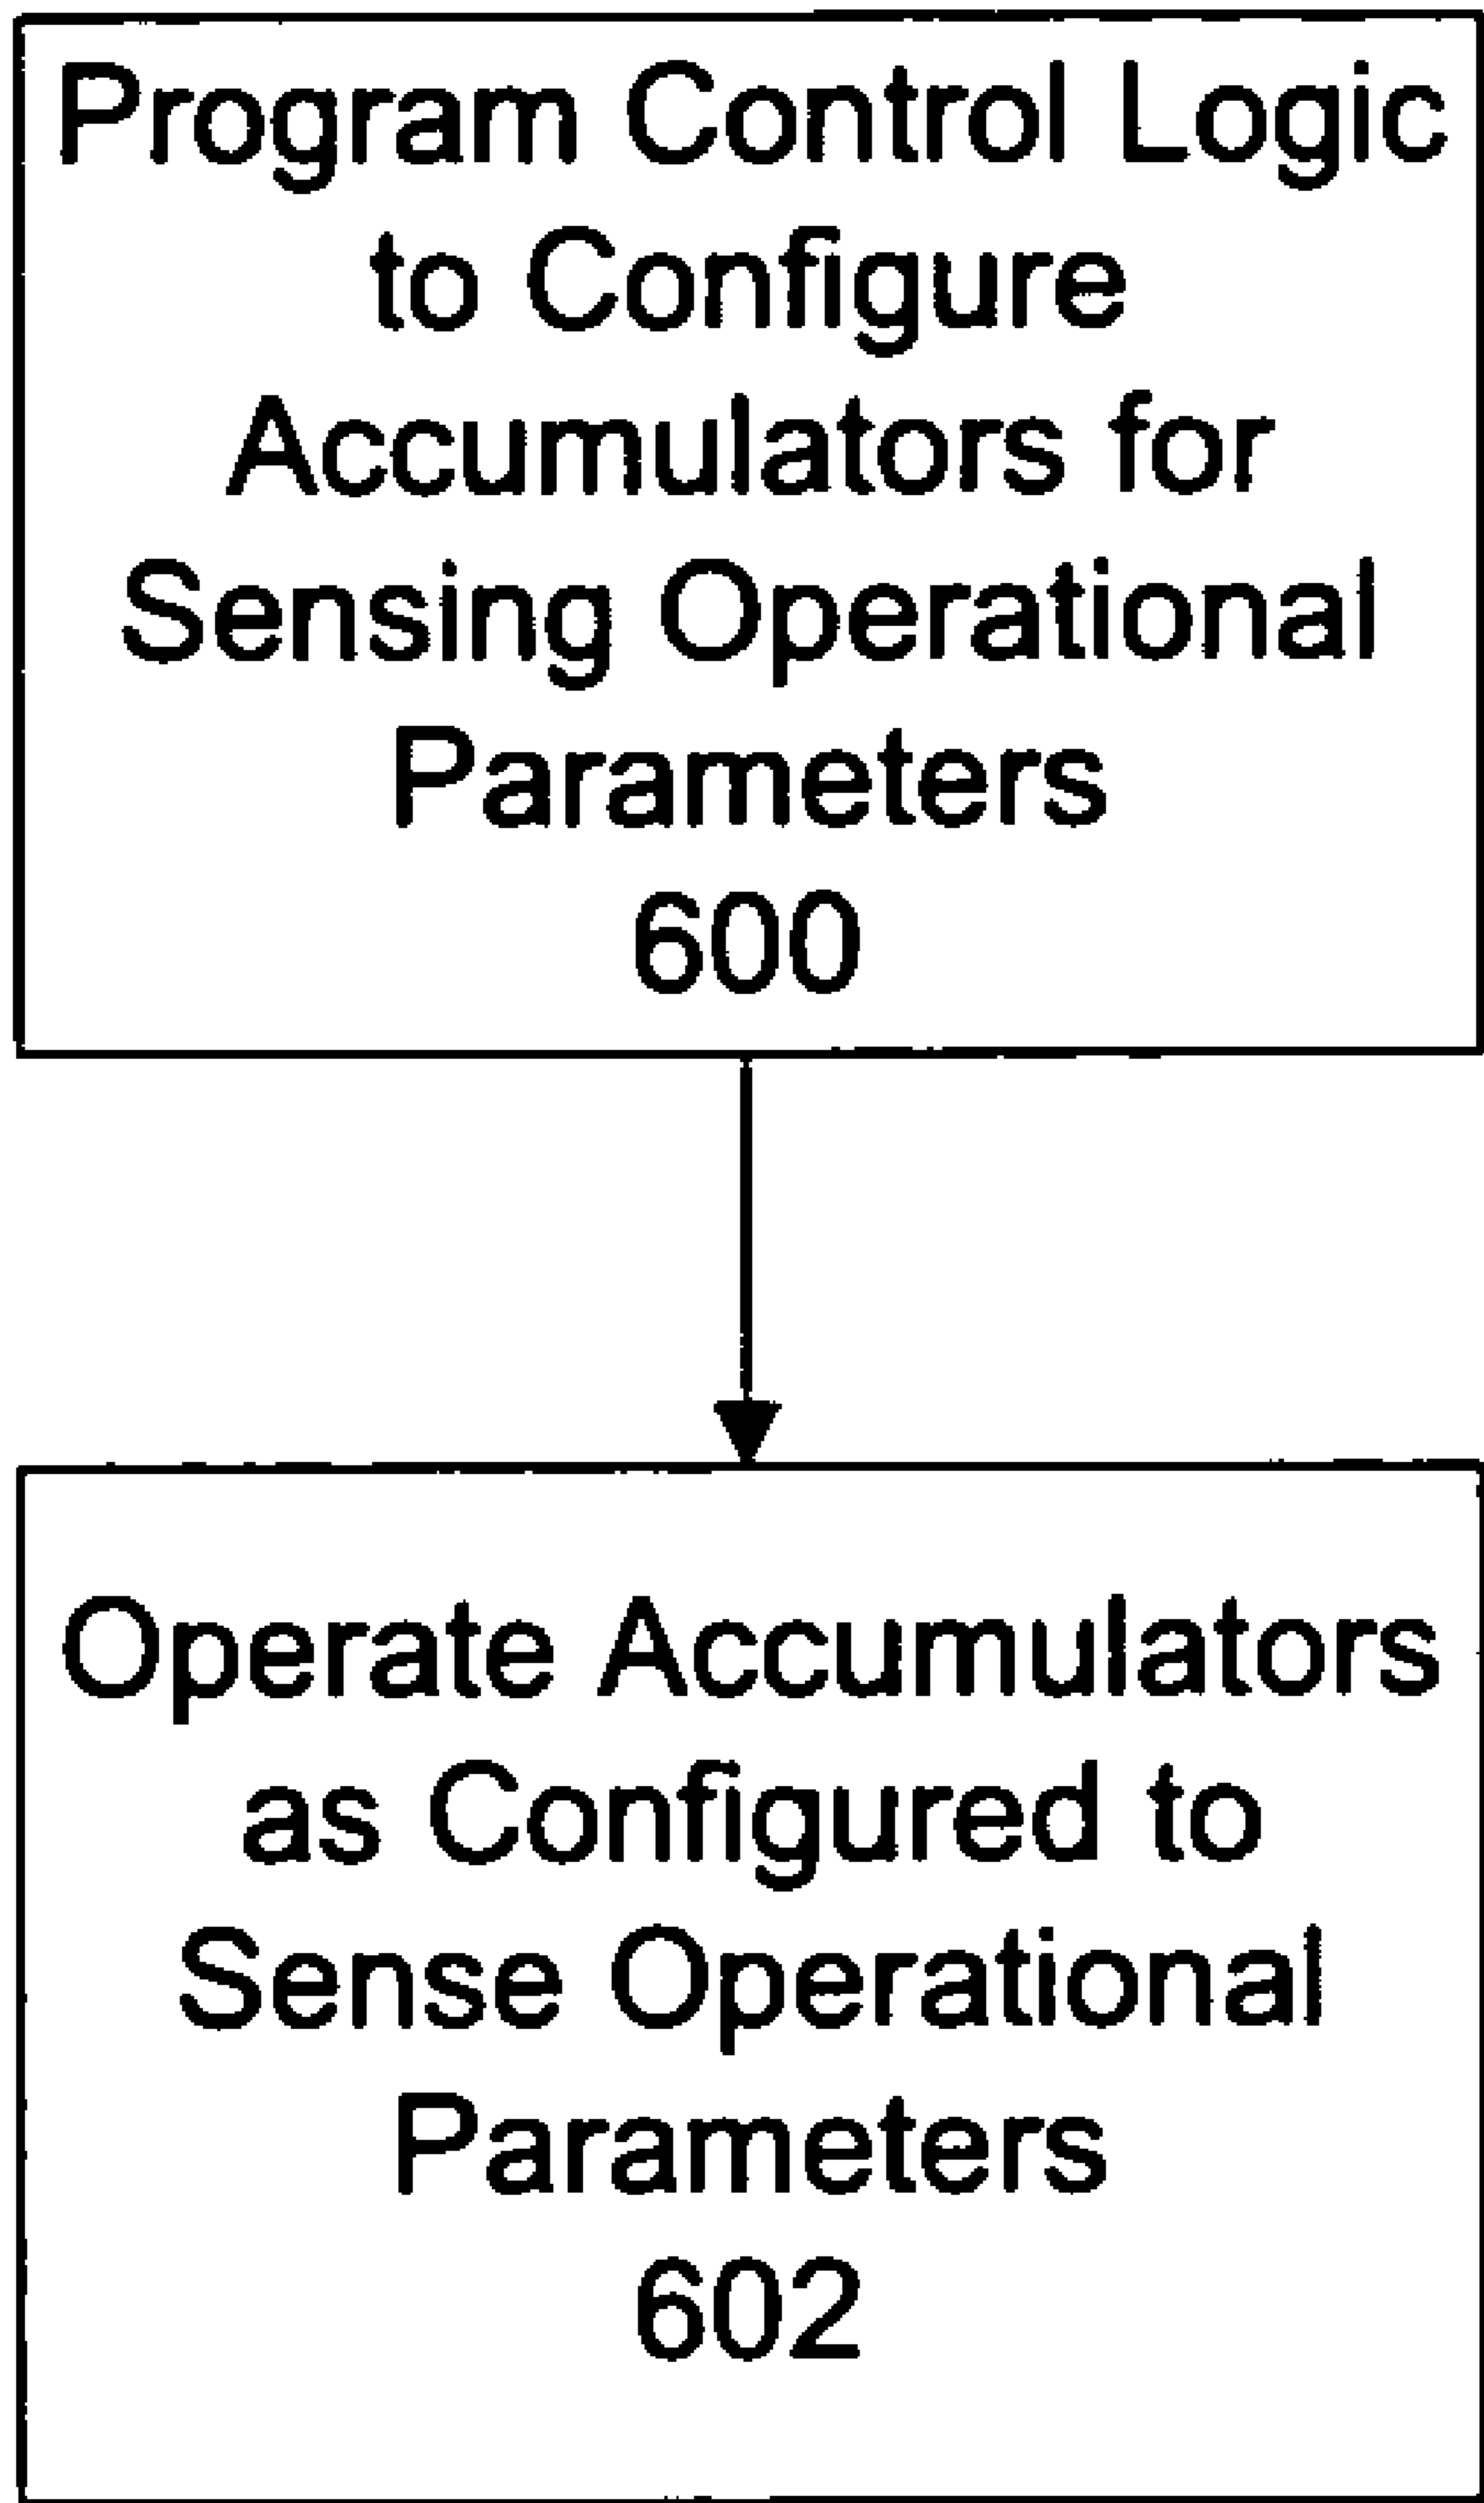 Program Control Logic
to Configure
Accumulators for
Sensing Operational
Parameters
600
Operate Accumulators
as Configured to
Sense Operational
Parameters
602